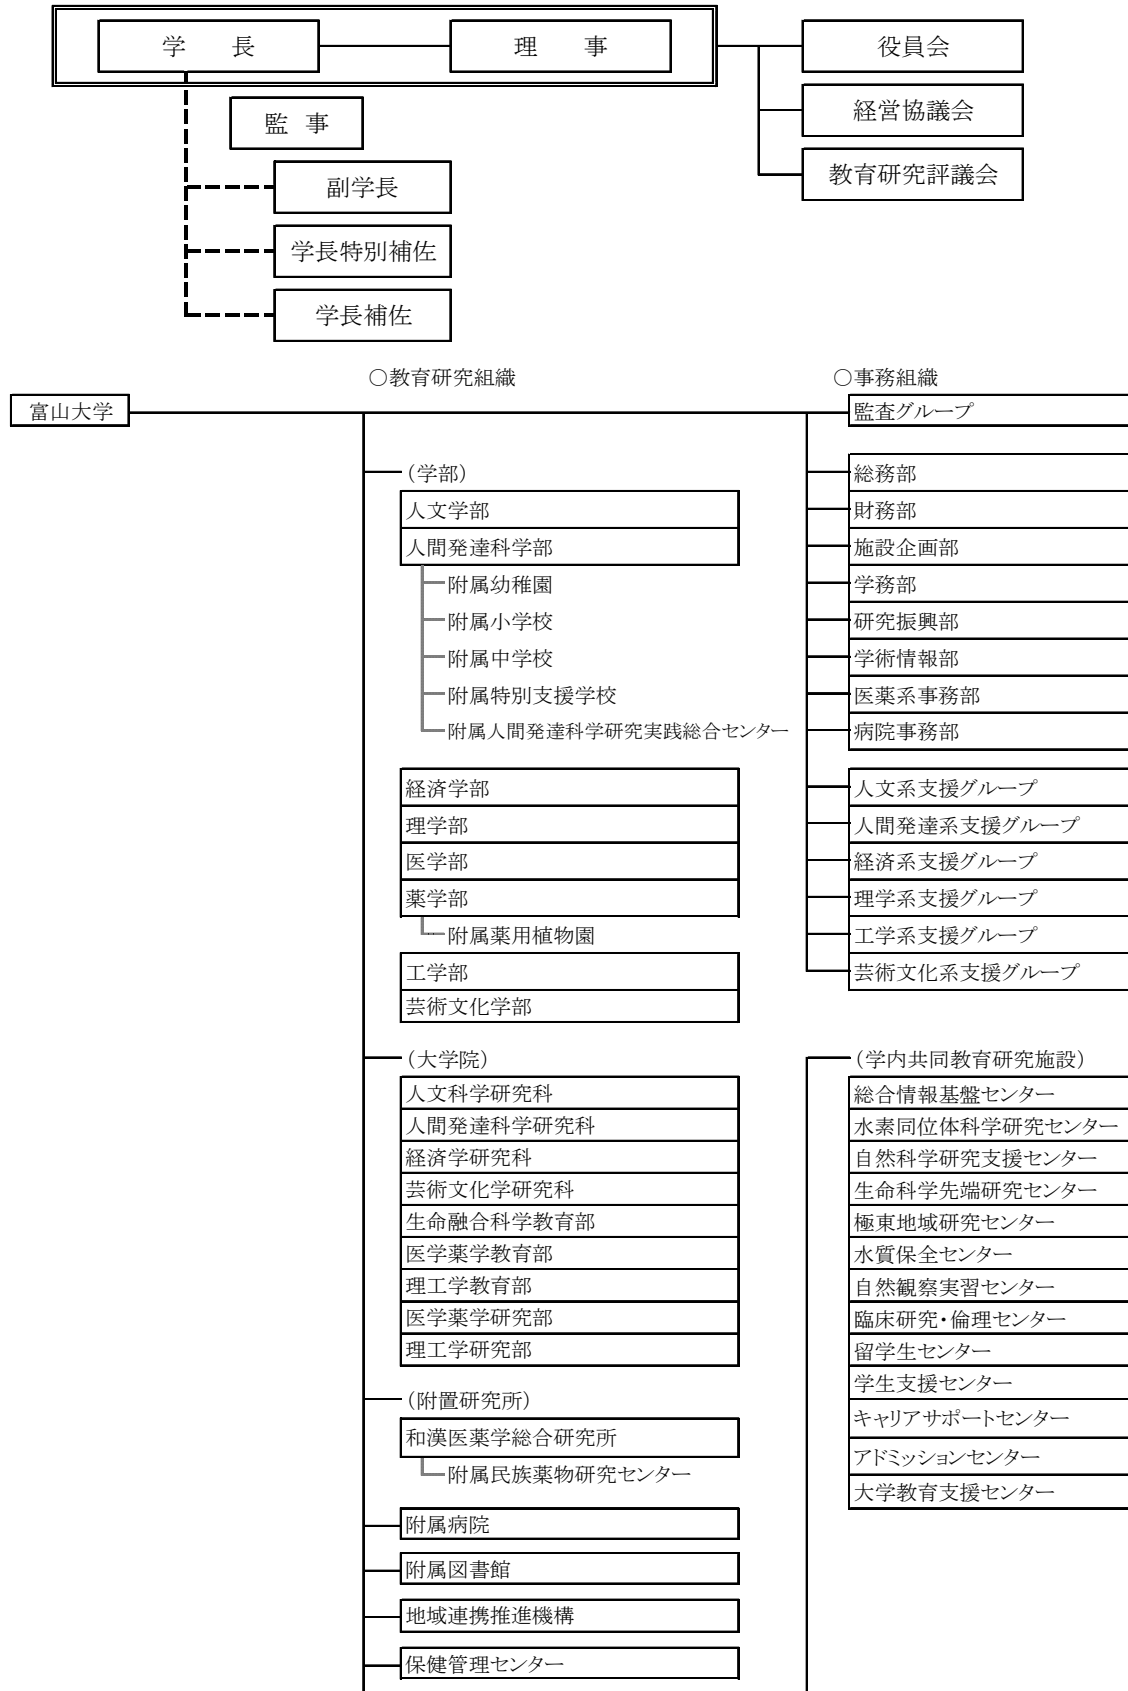 学　長
理　事
役員会
経営協議会
教育研究評議会
監　事
副学長
学長特別補佐
学長補佐
○教育研究組織
○事務組織
富山大学
監査グループ
（学部）
人文学部
人間発達科学部
附属幼稚園
附属小学校
附属中学校
附属特別支援学校
附属人間発達科学研究実践総合センター
経済学部
理学部
医学部
薬学部
附属薬用植物園
工学部
芸術文化学部
総務部
財務部
施設企画部
学務部
研究振興部
学術情報部
医薬系事務部
病院事務部
人文系支援グループ
人間発達系支援グループ
経済系支援グループ
理学系支援グループ
工学系支援グループ
芸術文化系支援グループ
（大学院）
人文科学研究科
人間発達科学研究科
経済学研究科
芸術文化学研究科
生命融合科学教育部
医学薬学教育部
理工学教育部
医学薬学研究部
理工学研究部
（附置研究所）
和漢医薬学総合研究所
附属民族薬物研究センター
附属病院
附属図書館
地域連携推進機構
保健管理センター
（学内共同教育研究施設）
総合情報基盤センター
水素同位体科学研究センター
自然科学研究支援センター
生命科学先端研究センター
極東地域研究センター
水質保全センター
自然観察実習センター
臨床研究・倫理センター
留学生センター
学生支援センター
キャリアサポートセンター
アドミッションセンター
大学教育支援センター